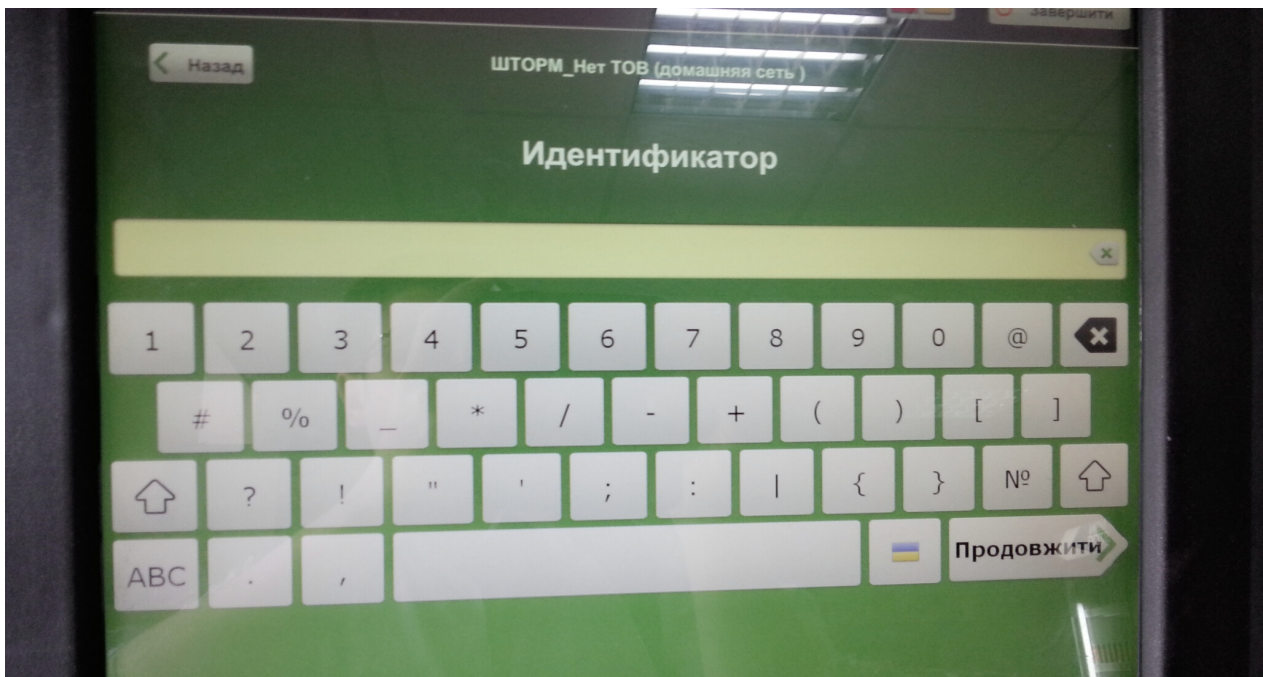 Завершити
Назад
ШТОРМ_Нет ТОВ (домашняя сеть )
Идентификатор
1 2 3 4 5 6 7 8 9 0 @
# % _ * / - + ( ) [ ]
? ! " ' ; : | { } №
ABC . , Продовжити